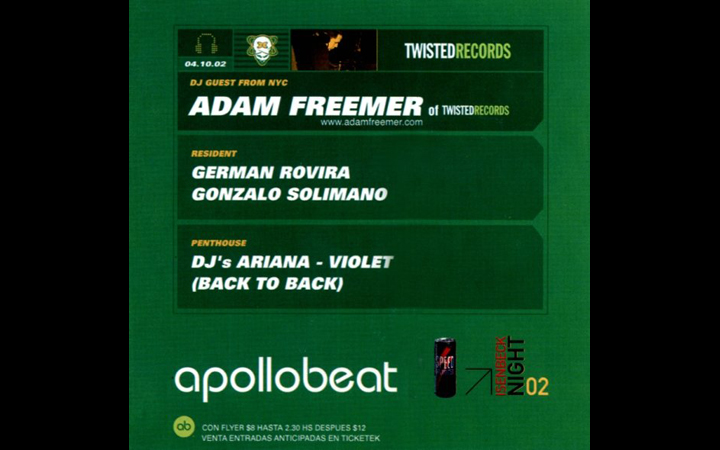 04.10.02
TWISTEDRECORDS
DJ GUEST FROM NYC
ADAM FREEMER of TWISTEDRECORDS
www.adamfreemer.com
RESIDENT
GERMAN ROVIRA
GONZALO SOLIMANO
PENTHOUSE
DJ's ARIANA - VIOLET
(BACK TO BACK)
apollobeat
SPEED
ISENBECK
NIGHT
02
ab
CON FLYER $8 HASTA 2.30 HS DESPUES $12
VENTA ENTRADAS ANTICIPADAS EN TICKETEK